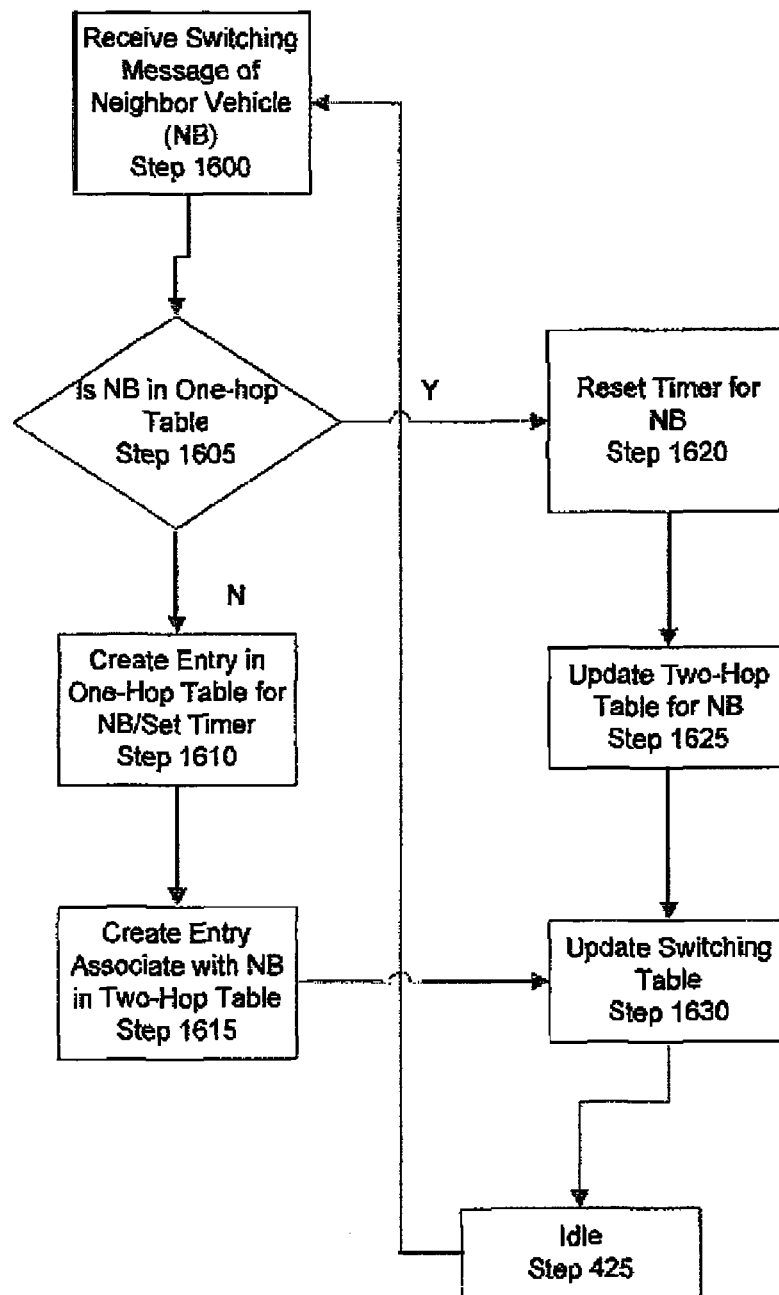 Receive Switching
Message of
Neighbor Vehicle
(NB)
Step 1600
Is NB in One-hop
Table
Step 1605
Y
Reset Timer for
NB
Step 1620
N
Create Entry in
One-Hop Table for
NB/Set Timer
Step 1610
Update Two-Hop
Table for NB
Step 1625
Create Entry
Associate with NB
in Two-Hop Table
Step 1615
Update Switching
Table
Step 1630
Idle
Step 425